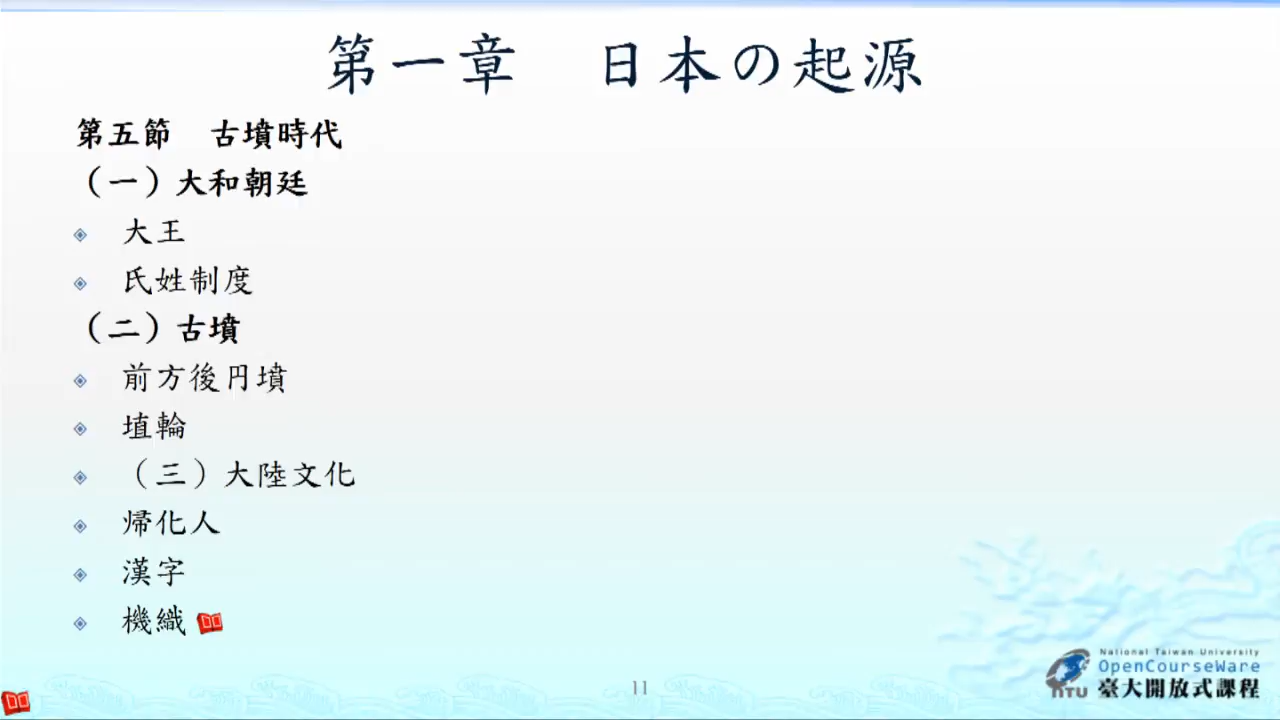 第一章　日本の起源
第五節　古墳時代
（一）大和朝廷
大王
氏姓制度
（二）古墳
前方後円墳
埴輪
（三）大陸文化
帰化人
漢字
機織
11
National Taiwan University
OpenCourseWare
NTU 臺大開放式課程